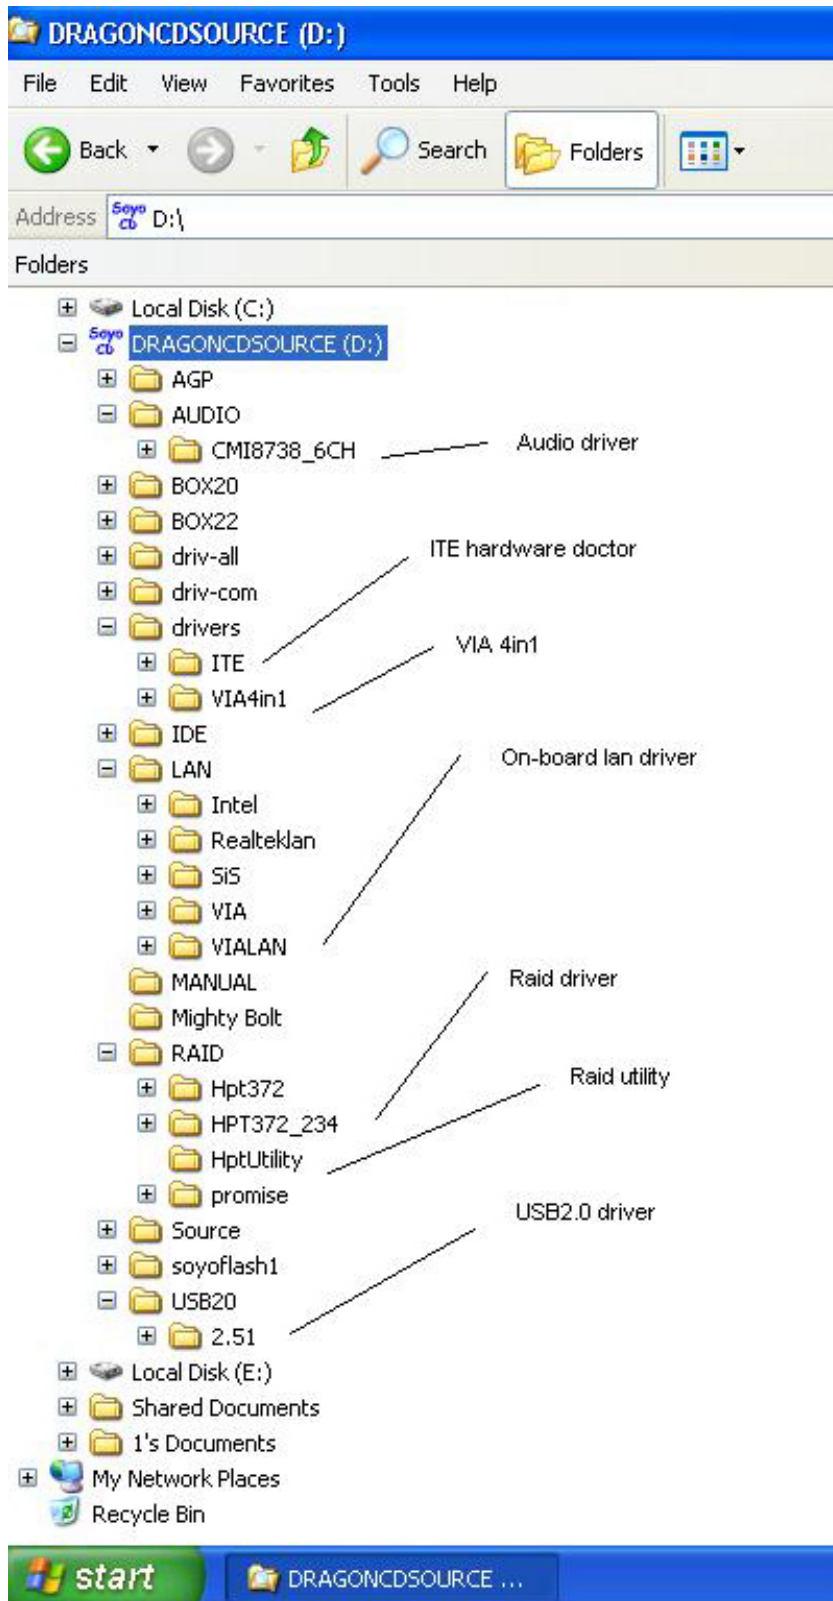 DRAGONCDSOURCE (D:)
File Edit View Favorites Tools Help
Back Search Folders
Address Soyo Cb D:\
Folders
Local Disk (C:)
Soyo Cb DRAGONCDSOURCE (D:)
AGP
AUDIO
CMI8738_6CH Audio driver
BOX20
BOX22
driv-all ITE hardware doctor
driv-com
drivers VIA 4in1
ITE
VIA4in1
IDE
LAN On-board lan driver
Intel
Realteklan
SiS
VIA
VIALAN
MANUAL Raid driver
Mighty Bolt
RAID
Hpt372 Raid utility
HPT372_234
HptUtility
promise
Source USB2.0 driver
soyoflash1
USB20
2.51
Local Disk (E:)
Shared Documents
1's Documents
My Network Places
Recycle Bin
start DRAGONCDSOURCE ...